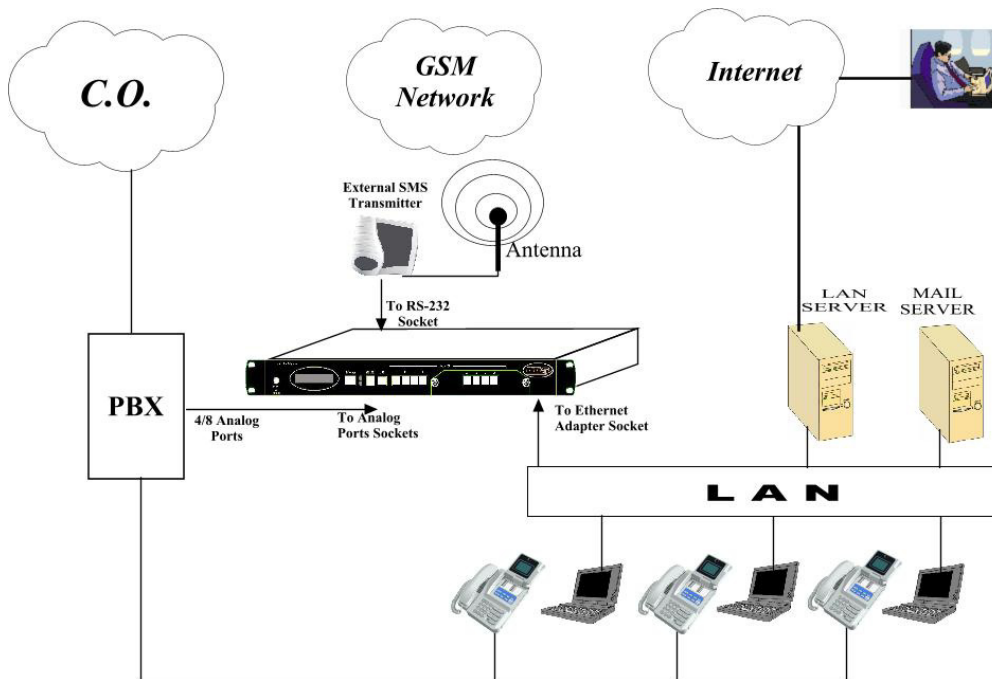 C.O.
GSM
Network
Internet
External SMS
Transmitter
Antenna
To RS-232
Socket
LAN
SERVER
MAIL
SERVER
PBX
4/8 Analog
Ports
To Analog
Ports Sockets
To Ethernet
Adapter Socket
LAN